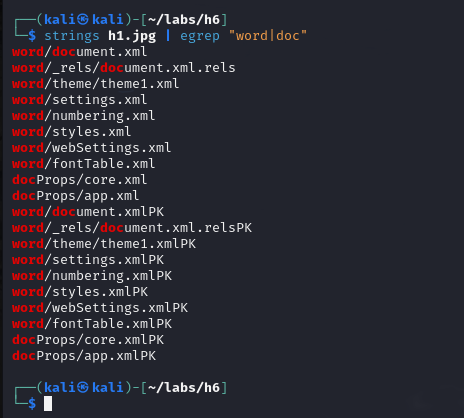 ┌──(kali㉿kali)-[~/labs/h6]
└─$ strings h1.jpg | egrep "word|doc"
word/document.xml
word/_rels/document.xml.rels
word/theme/theme1.xml
word/settings.xml
word/numbering.xml
word/styles.xml
word/webSettings.xml
word/fontTable.xml
docProps/core.xml
docProps/app.xml
word/document.xmlPK
word/_rels/document.xml.relsPK
word/theme/theme1.xmlPK
word/settings.xmlPK
word/numbering.xmlPK
word/styles.xmlPK
word/webSettings.xmlPK
word/fontTable.xmlPK
docProps/core.xmlPK
docProps/app.xmlPK
┌──(kali㉿kali)-[~/labs/h6]
└─$